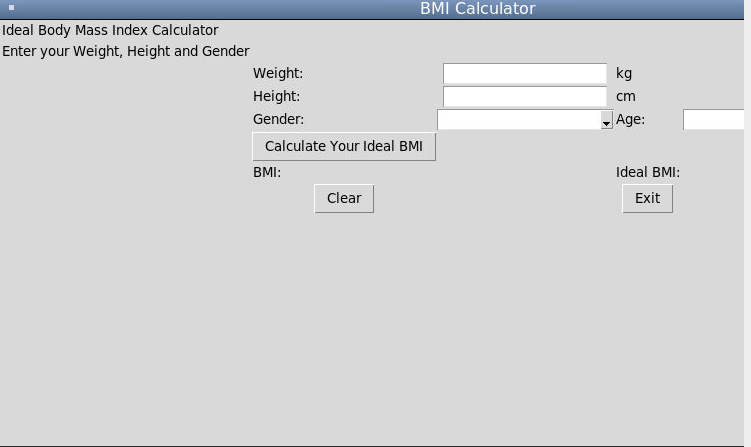 BMI Calculator
Ideal Body Mass Index Calculator
Enter your Weight, Height and Gender
Weight: kg
Height: cm
Gender: Age:
Calculate Your Ideal BMI
BMI: Ideal BMI:
Clear Exit